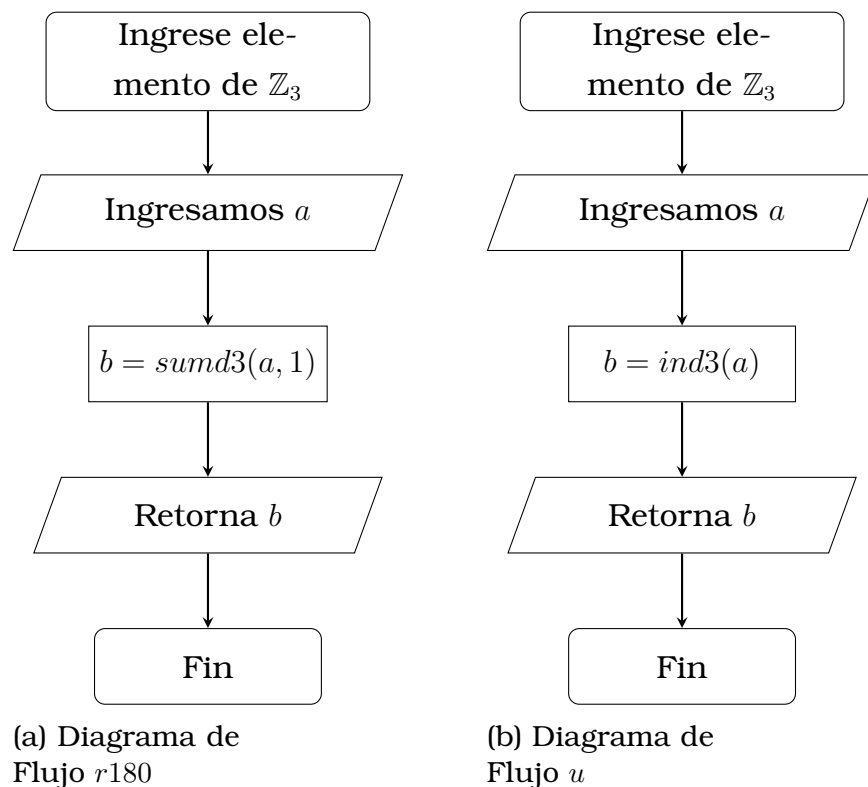 Ingrese ele-
mento de ℤ₃
Ingresamos a
b = sumd3(a, 1)
Retorna b
Fin
(a) Diagrama de
Flujo r180
Ingrese ele-
mento de ℤ₃
Ingresamos a
b = ind3(a)
Retorna b
Fin
(b) Diagrama de
Flujo u